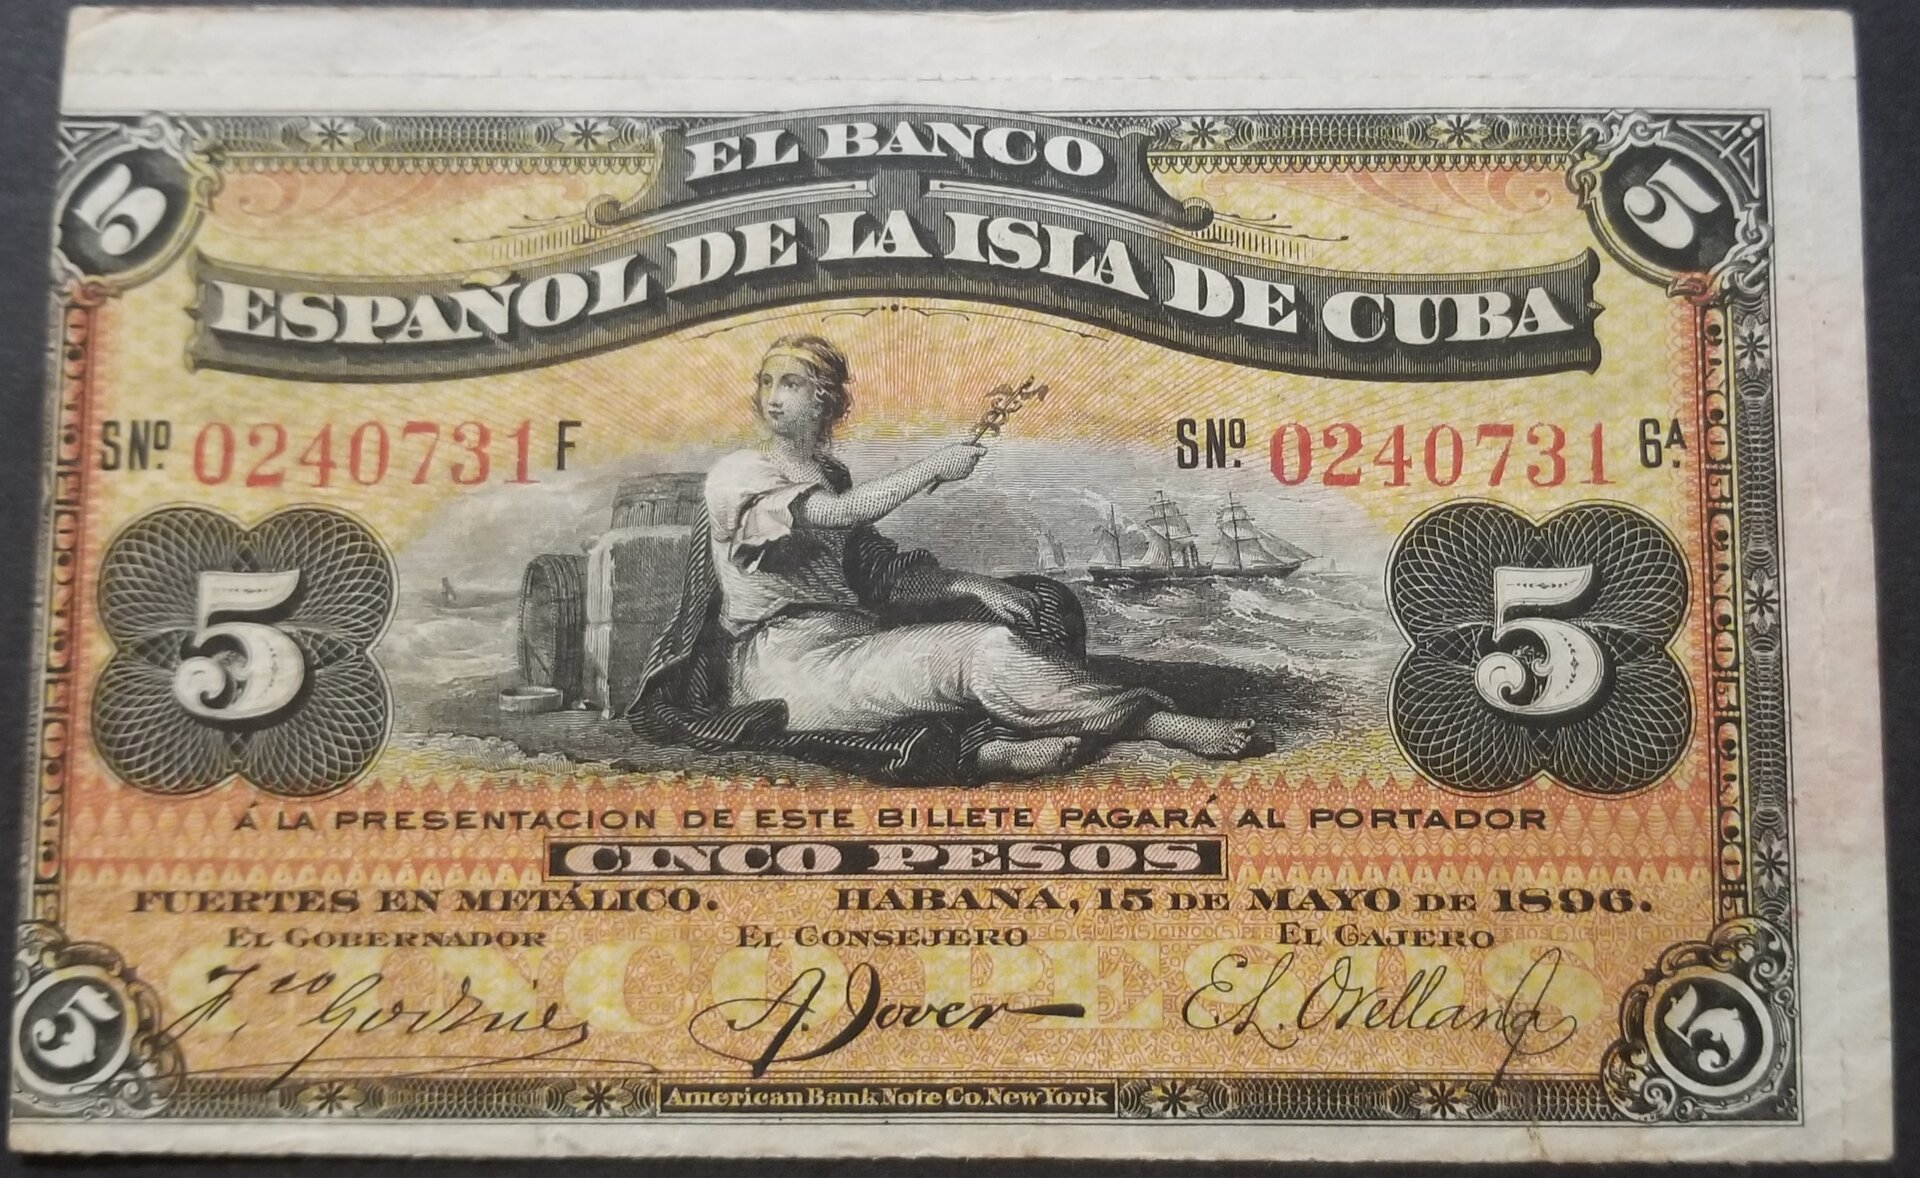 EL BANCO
ESPAÑOL DE LA ISLA DE CUBA
5 5
SNº. 0240731 F SNº. 0240731 6A.
5 5
Á LA PRESENTACION DE ESTE BILLETE PAGARÁ AL PORTADOR
CINCO PESOS
FUERTES EN METÁLICO. HABANA, 15 DE MAYO DE 1896.
EL GOBERNADOR EL CONSEJERO EL CAJERO
CINCO PESOS
A. Jover E. L. Orellana
5 5
American Bank Note Co. New York